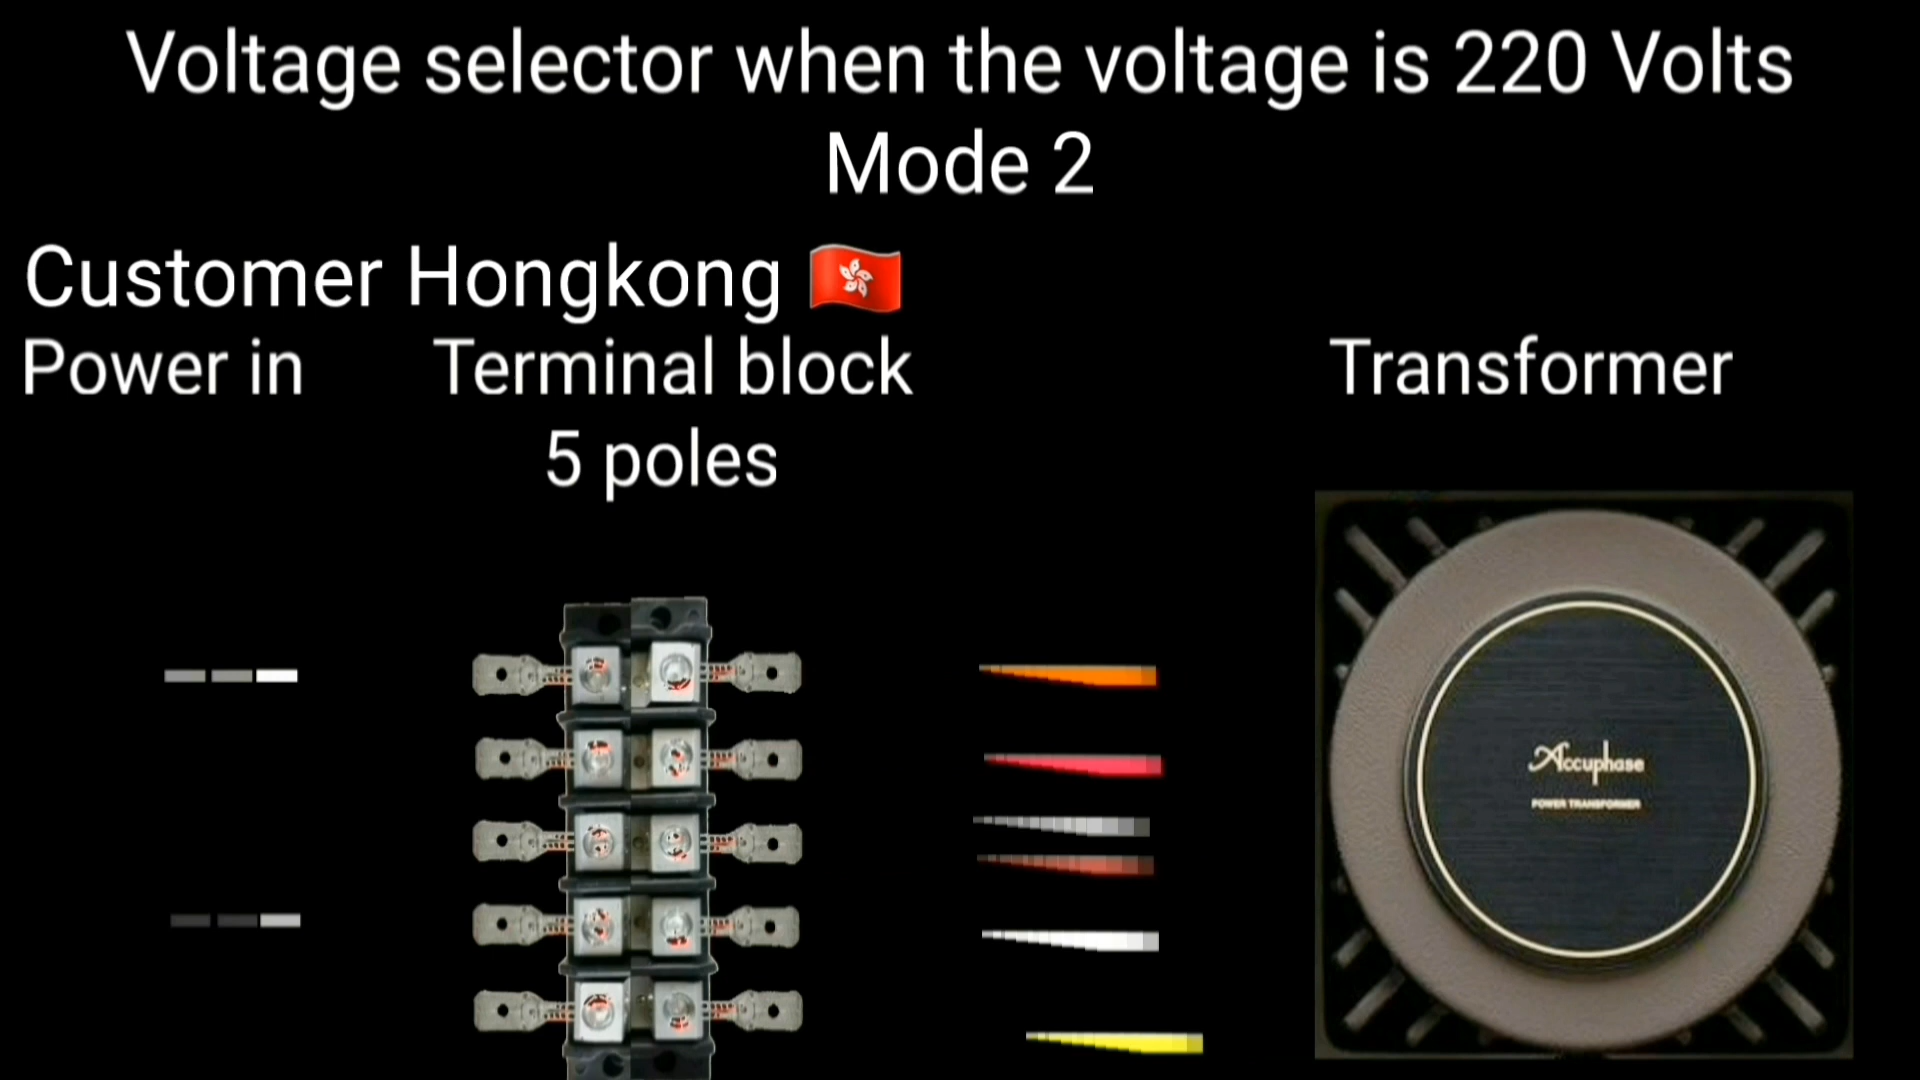 Voltage selector when the voltage is 220 Volts
Mode 2
Customer Hongkong 🇭🇰
Power in
Terminal block
5 poles
Transformer
Accuphase
POWER TRANSFORMER